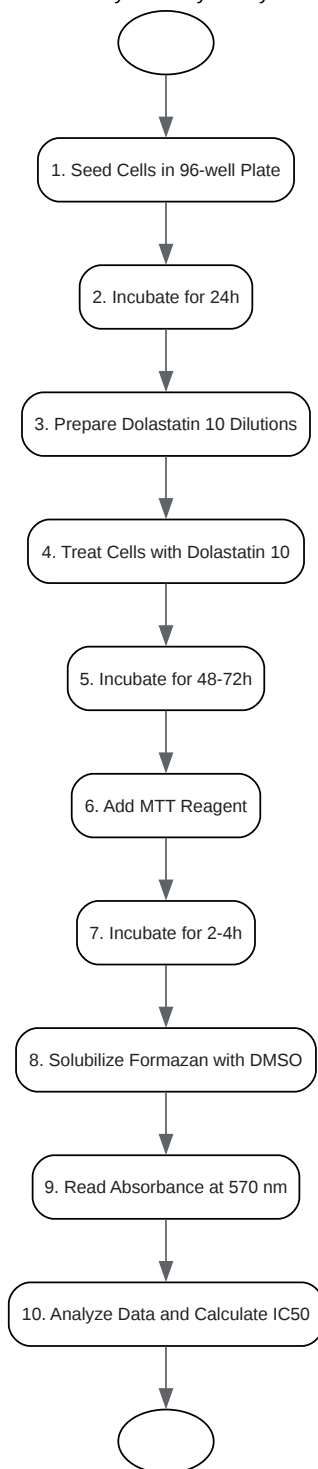 1. Seed Cells in 96-well Plate
2. Incubate for 24h
3. Prepare Dolastatin 10 Dilutions
4. Treat Cells with Dolastatin 10
5. Incubate for 48-72h
6. Add MTT Reagent
7. Incubate for 2-4h
8. Solubilize Formazan with DMSO
9. Read Absorbance at 570 nm
10. Analyze Data and Calculate IC50